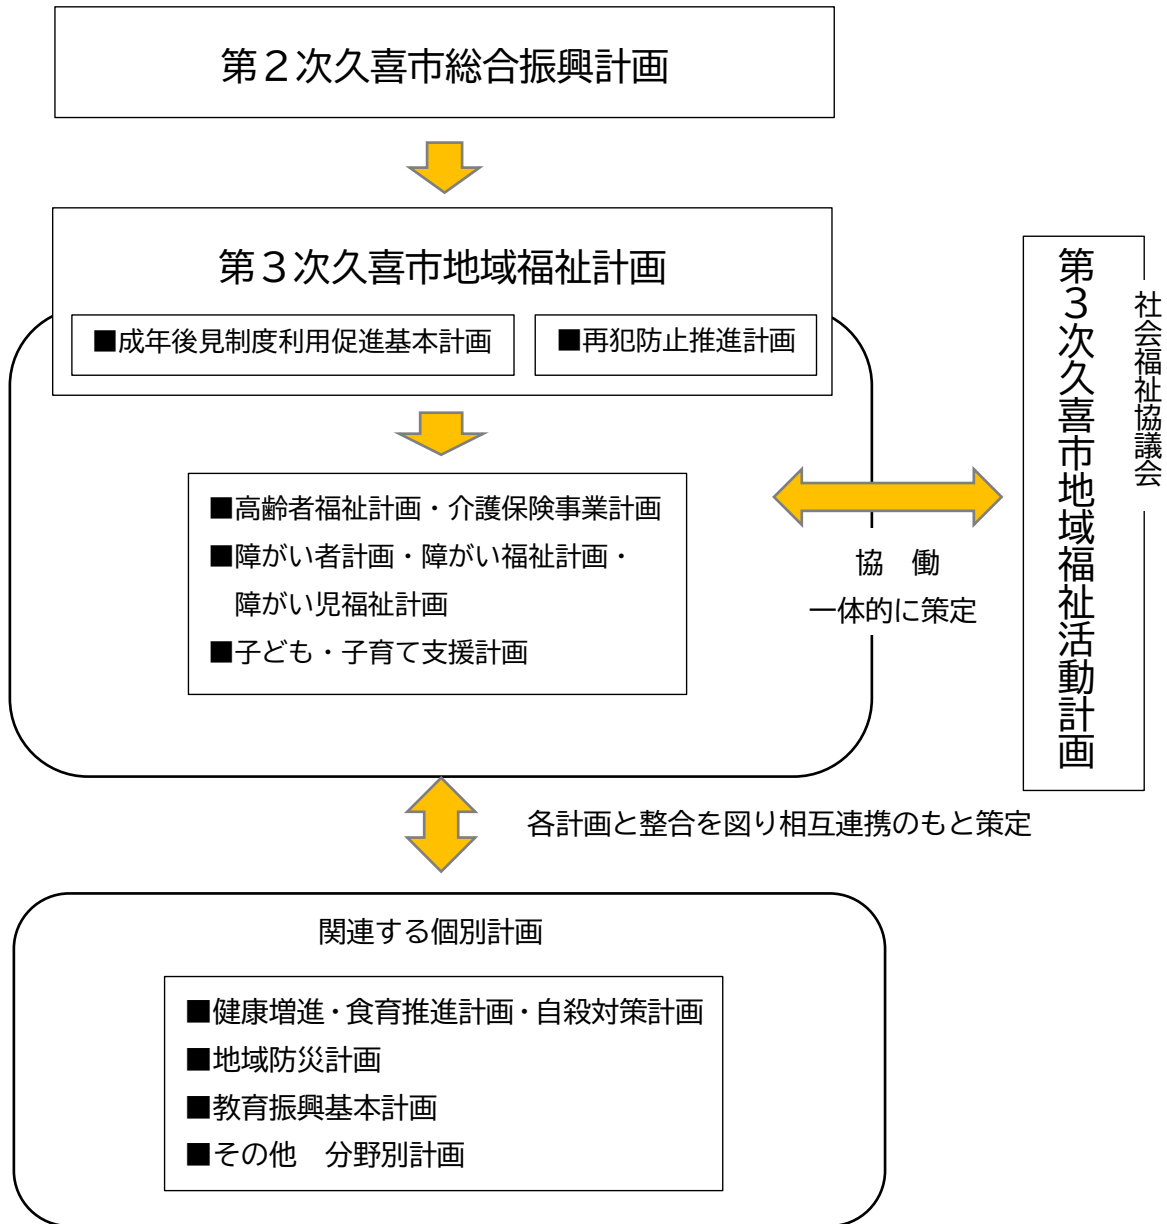 第２次久喜市総合振興計画
第３次久喜市地域福祉計画
■成年後見制度利用促進基本計画
■再犯防止推進計画
■高齢者福祉計画・介護保険事業計画
■障がい者計画・障がい福祉計画・
障がい児福祉計画
■子ども・子育て支援計画
協　働
一体的に策定
第３次久喜市地域福祉活動計画
社会福祉協議会
各計画と整合を図り相互連携のもと策定
関連する個別計画
■健康増進・食育推進計画・自殺対策計画
■地域防災計画
■教育振興基本計画
■その他　分野別計画